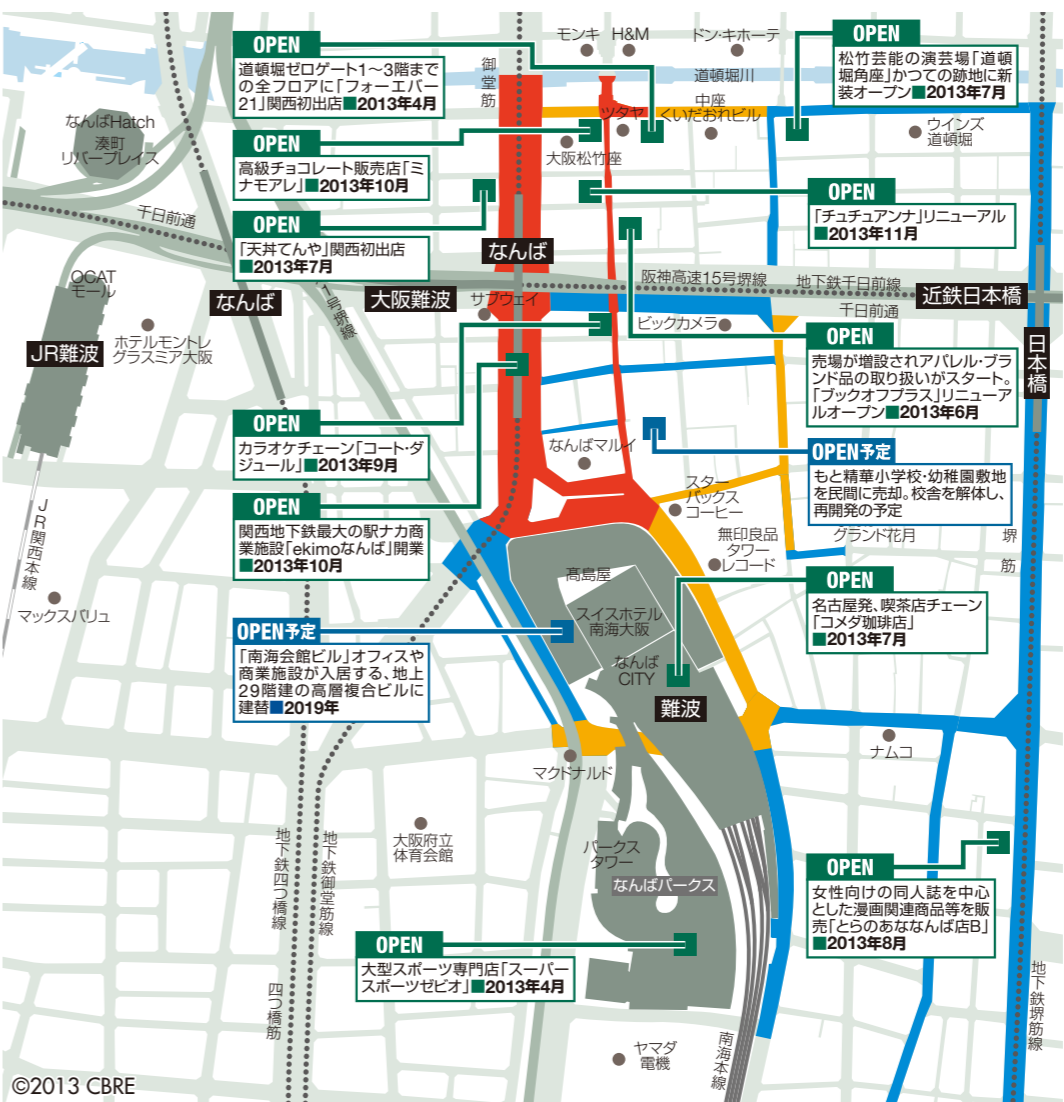 モンキ
H&M
ドン・キホーテ
OPEN
道頓堀ゼロゲート1〜3階まで
の全フロアに「フォーエバー
21」関西初出店■2013年4月
御堂筋
道頓堀川
OPEN
松竹芸能の演芸場「道頓
堀角座」かつての跡地に新
装オープン■2013年7月
なんばHatch
湊町
リバープレイス
ツタヤ
中座
くいだおれビル
ウインズ
道頓堀
大阪松竹座
OPEN
高級チョコレート販売店「ミ
ナモアレ」■2013年10月
OPEN
「チュチュアンナ」リニューアル
■2013年11月
千日前通
OPEN
「天丼てんや」関西初出店
■2013年7月
なんば
阪神高速15号堺線
地下鉄千日前線
OCAT
モール
なんば
1号堺線
大阪難波
サブウェイ
近鉄日本橋
千日前通
ビックカメラ
JR難波
ホテルモントレ
グラスミア大阪
日本橋
OPEN
売場が増設されアパレル・ブラ
ンド品の取り扱いがスタート。
「ブックオフプラス」リニューア
ルオープン■2013年6月
OPEN
カラオケチェーン「コート・ダ
ジュール」■2013年9月
なんばマルイ
OPEN予定
もと精華小学校・幼稚園敷地
を民間に売却。校舎を解体し、
再開発の予定
スター
バックス
コーヒー
JR関西本線
OPEN
関西地下鉄最大の駅ナカ商
業施設「ekimoなんば」開業
■2013年10月
無印良品
タワー
レコード
グランド花月
堺筋
髙島屋
マックスバリュ
スイスホテル
南海大阪
OPEN
名古屋発、喫茶店チェーン
「コメダ珈琲店」
■2013年7月
OPEN予定
「南海会館ビル」オフィスや
商業施設が入居する、地上
29階建の高層複合ビルに
建替■2019年
なんば
CITY
難波
ナムコ
マクドナルド
地下鉄四つ橋線
地下鉄御堂筋線
大阪府立
体育会館
パークス
タワー
なんばパークス
OPEN
女性向けの同人誌を中心
とした漫画関連商品等を販
売「とらのあななんば店B」
■2013年8月
OPEN
大型スポーツ専門店「スーパー
スポーツゼビオ」■2013年4月
四つ橋筋
地下鉄堺筋線
南海本線
ヤマダ
電機
©2013 CBRE